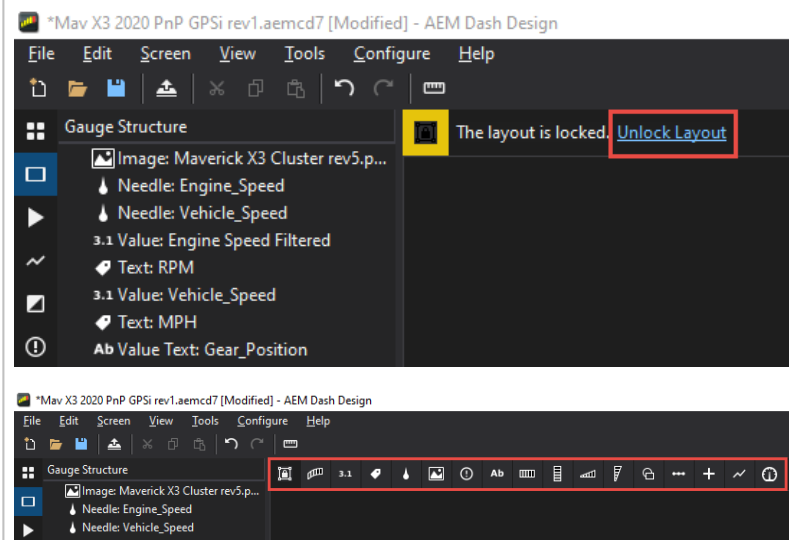 *Mav X3 2020 PnP GPSi rev1.aemcd7 [Modified] - AEM Dash Design
File Edit Screen View Tools Configure Help
Gauge Structure
The layout is locked. Unlock Layout
Image: Maverick X3 Cluster rev5.p...
Needle: Engine_Speed
Needle: Vehicle_Speed
3.1 Value: Engine Speed Filtered
Text: RPM
3.1 Value: Vehicle_Speed
Text: MPH
Ab Value Text: Gear_Position
*Mav X3 2020 PnP GPSi rev1.aemcd7 [Modified] - AEM Dash Design
File Edit Screen View Tools Configure Help
Gauge Structure
3.1 Ab
Image: Maverick X3 Cluster rev5.p...
Needle: Engine_Speed
Needle: Vehicle_Speed